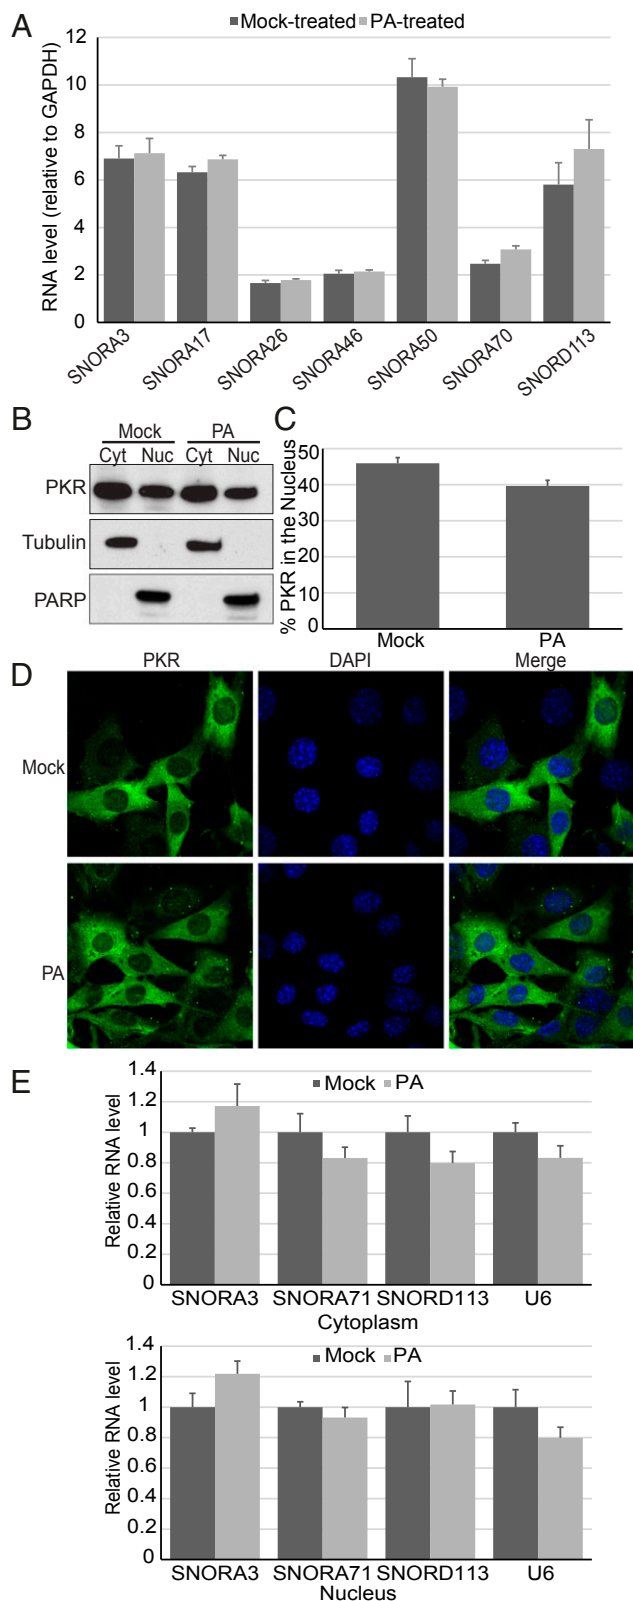 A
Mock-treated PA-treated
RNA level (relative to GAPDH)
12
10
8
6
4
2
0
SNORA3 SNORA17 SNORA26 SNORA46 SNORA50 SNORA70 SNORD113
B
Mock PA
Cyt Nuc Cyt Nuc
PKR
Tubulin
PARP
C
% PKR in the Nucleus
50
40
30
20
10
0
Mock PA
D
PKR DAPI Merge
Mock
PA
E
Mock PA
Relative RNA level
1.4
1.2
1
0.8
0.6
0.4
0.2
0
SNORA3 SNORA71 SNORD113 U6
Cytoplasm
Mock PA
Relative RNA level
1.4
1.2
1
0.8
0.6
0.4
0.2
0
SNORA3 SNORA71 SNORD113 U6
Nucleus